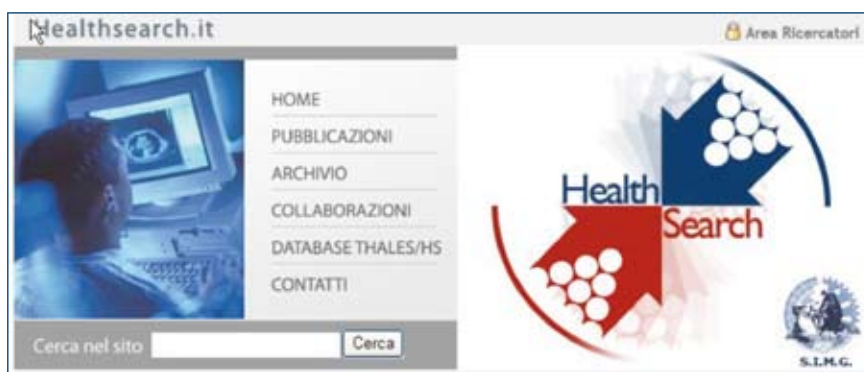 Healthsearch.it
Area Ricercatori
HOME
PUBBLICAZIONI
ARCHIVIO
COLLABORAZIONI
DATABASE THALES/HS
CONTATTI
Cerca nel sito
Cerca
Health
Search
S.I.M.G.